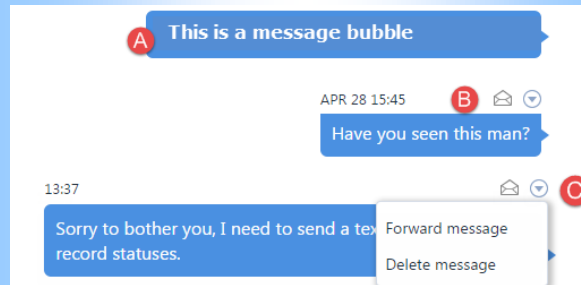 A This is a message bubble
APR 28 15:45 B
Have you seen this man?
13:37 C
Sorry to bother you, I need to send a Forward message
record statuses.
Delete message